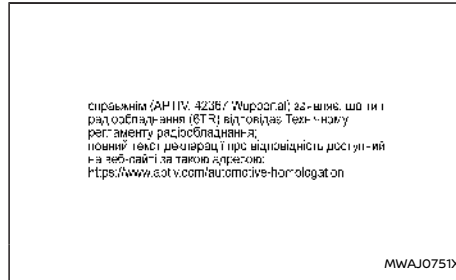 справжнім (APTIV, 42367 Wuppertal) заявляє, що тип
радіообладнання (6TR) відповідає Технічному
регламенту радіообладнання;
повний текст декларації про відповідність доступний
на веб-сайті за такою адресою:
https://www.aptiv.com/automotive-homologation
MWAJ0751X